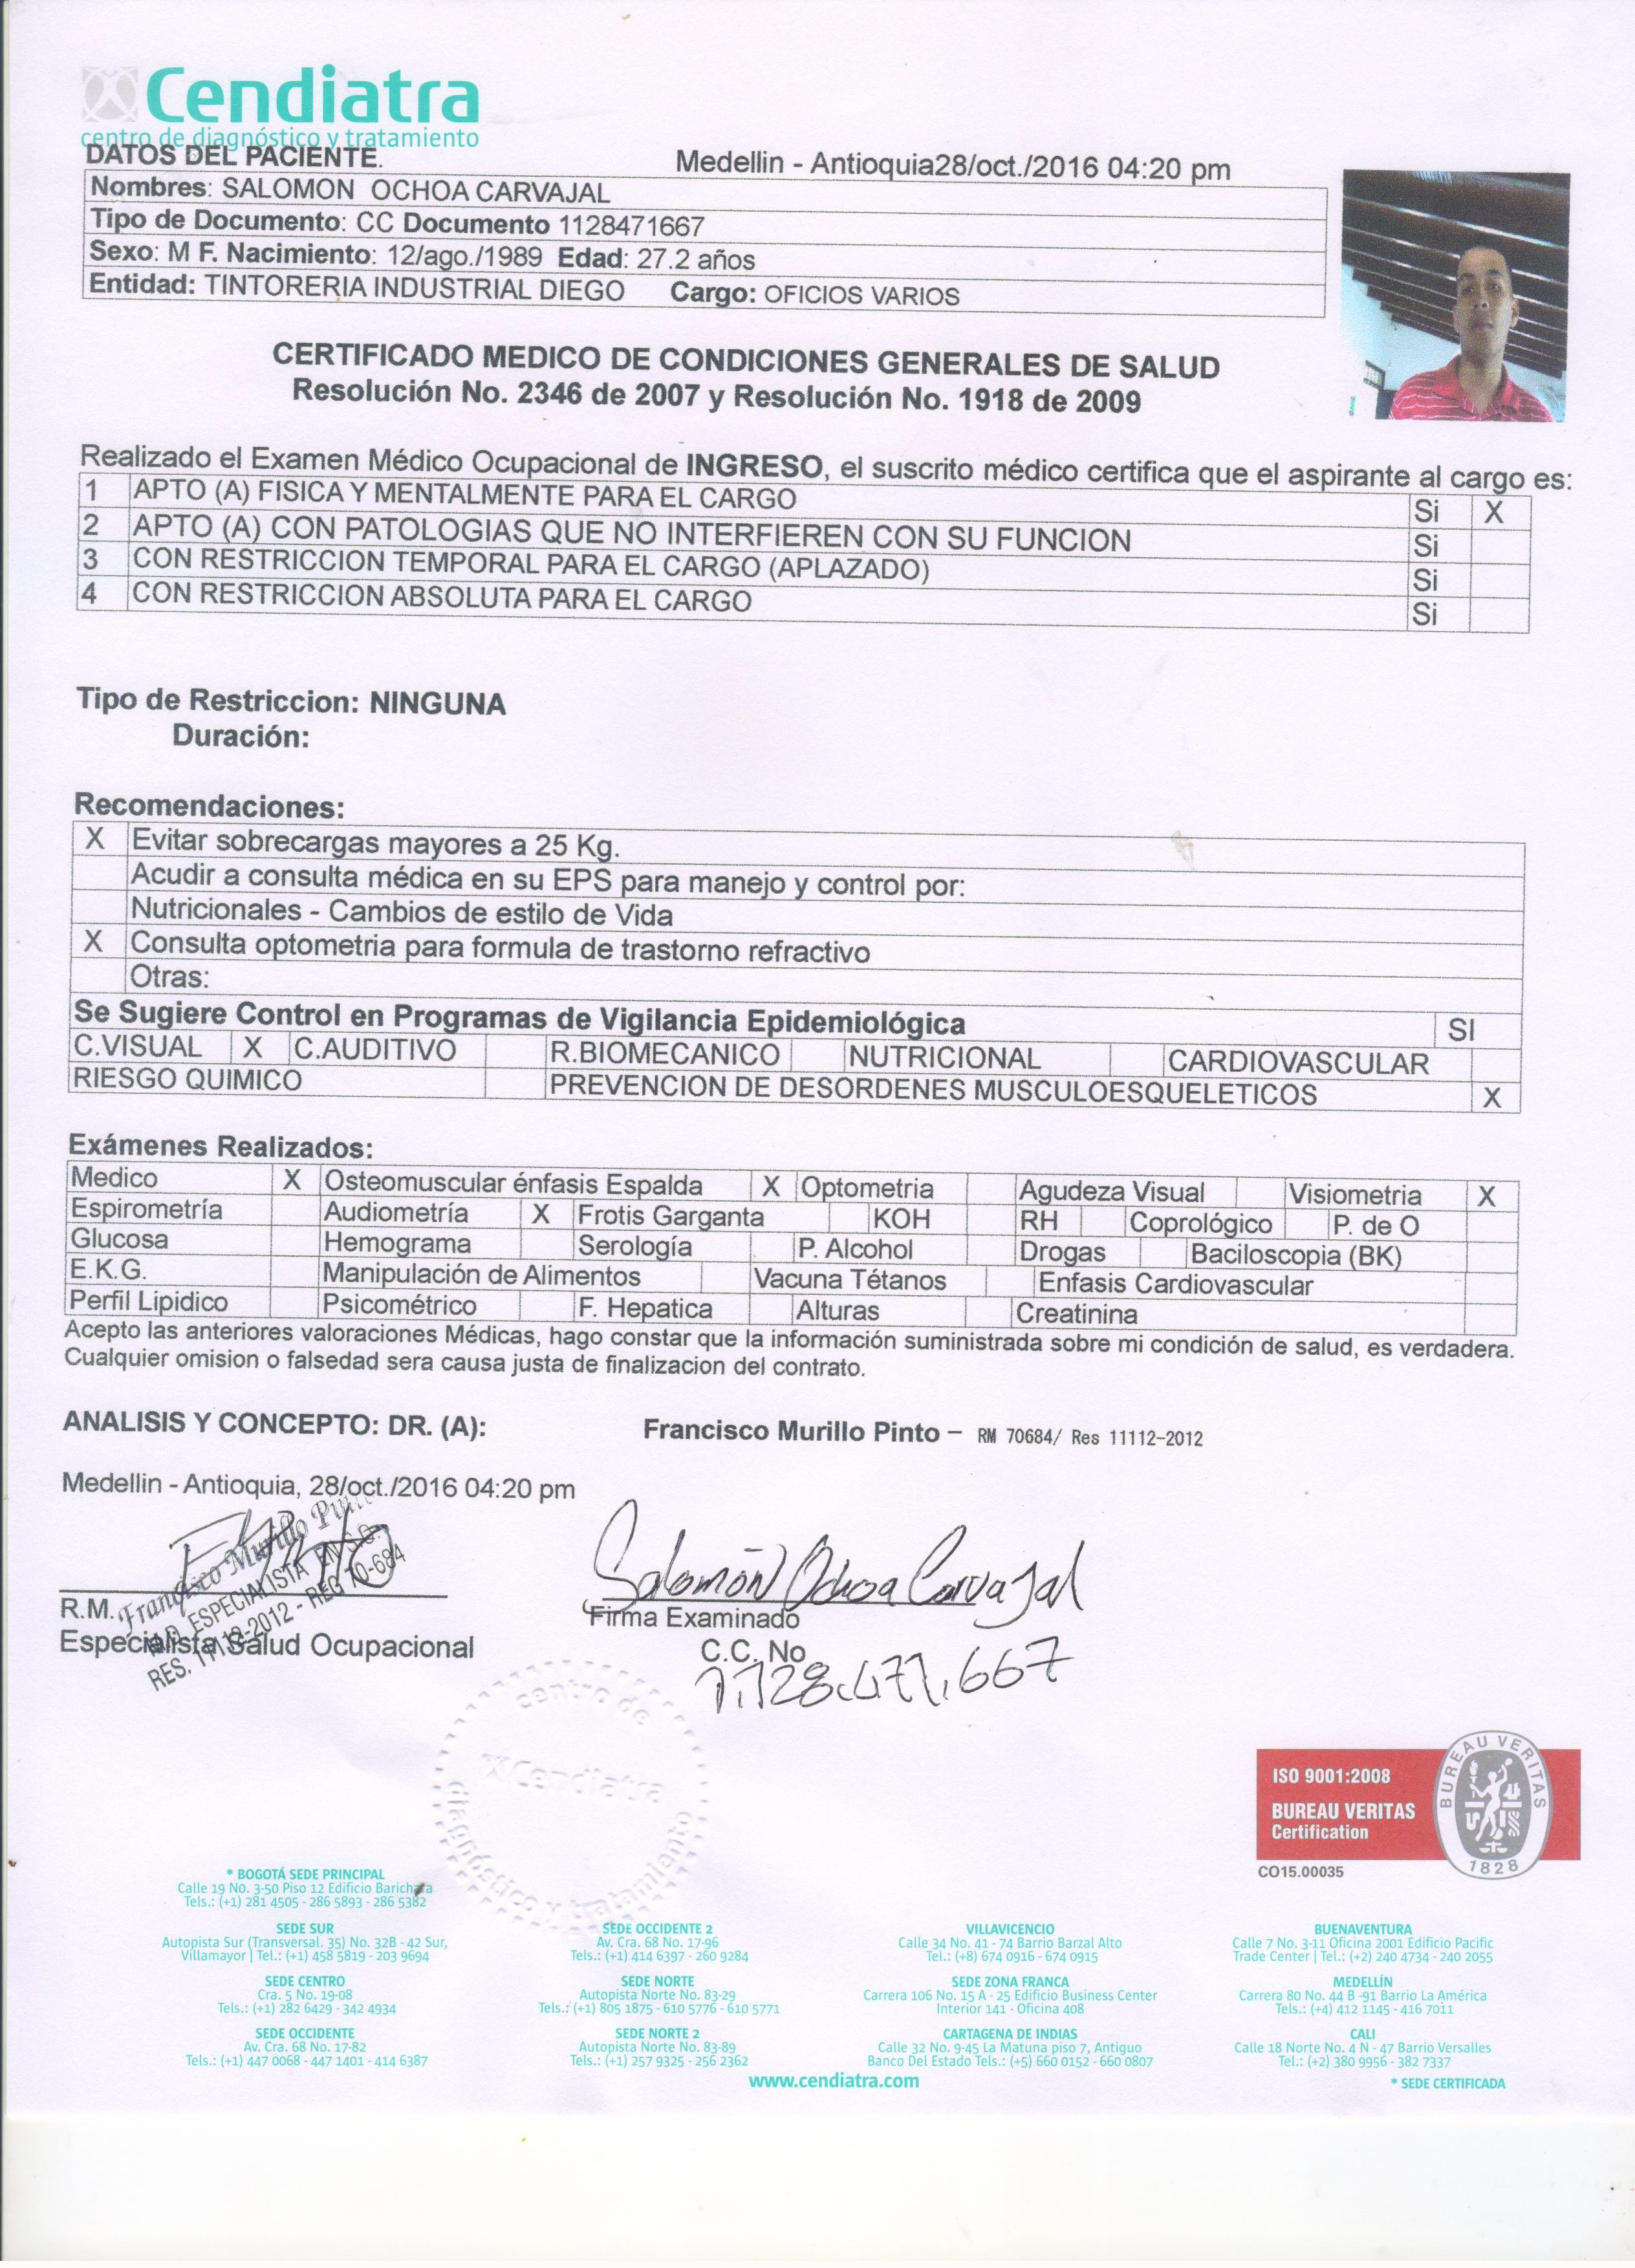 Cendiatra
centro de diagnóstico y tratamiento
DATOS DEL PACIENTE.
Medellin - Antioquia28/oct./2016 04:20 pm
Nombres: SALOMON OCHOA CARVAJAL
Tipo de Documento: CC Documento 1128471667
Sexo: M F. Nacimiento: 12/ago./1989 Edad: 27.2 años
Entidad: TINTORERIA INDUSTRIAL DIEGO Cargo: OFICIOS VARIOS
CERTIFICADO MEDICO DE CONDICIONES GENERALES DE SALUD
Resolución No. 2346 de 2007 y Resolución No. 1918 de 2009
Realizado el Examen Médico Ocupacional de INGRESO, el suscrito médico certifica que el aspirante al cargo es:
1 APTO (A) FISICA Y MENTALMENTE PARA EL CARGO Si X
2 APTO (A) CON PATOLOGIAS QUE NO INTERFIEREN CON SU FUNCION Si
3 CON RESTRICCION TEMPORAL PARA EL CARGO (APLAZADO) Si
4 CON RESTRICCION ABSOLUTA PARA EL CARGO Si
Tipo de Restriccion: NINGUNA
Duración:
Recomendaciones:
X Evitar sobrecargas mayores a 25 Kg.
Acudir a consulta médica en su EPS para manejo y control por:
Nutricionales - Cambios de estilo de Vida
X Consulta optometria para formula de trastorno refractivo
Otras:
Se Sugiere Control en Programas de Vigilancia Epidemiológica SI
C.VISUAL X C.AUDITIVO R.BIOMECANICO NUTRICIONAL CARDIOVASCULAR
RIESGO QUIMICO PREVENCION DE DESORDENES MUSCULOESQUELETICOS X
Exámenes Realizados:
Medico X Osteomuscular énfasis Espalda X Optometria Agudeza Visual Visiometria X
Espirometría Audiometría X Frotis Garganta KOH RH Coprológico P. de O
Glucosa Hemograma Serología P. Alcohol Drogas Baciloscopia (BK)
E.K.G. Manipulación de Alimentos Vacuna Tétanos Enfasis Cardiovascular
Perfil Lipidico Psicométrico F. Hepatica Alturas Creatinina
Acepto las anteriores valoraciones Médicas, hago constar que la información suministrada sobre mi condición de salud, es verdadera.
Cualquier omision o falsedad sera causa justa de finalizacion del contrato.
ANALISIS Y CONCEPTO: DR. (A): Francisco Murillo Pinto - RM 70684/ Res 11112-2012
Medellin - Antioquia, 28/oct./2016 04:20 pm
Francisco Murillo Pinto
M.D. ESPECIALISTA EN S.O.
RES. 11112-2012 - REG 70-684
Salomón Ochoa Carvajal
R.M.
Firma Examinado
Especialista Salud Ocupacional
C.C. No
1.128.471.667
centro de
Cendiatra
diagnóstico y tratamiento
ISO 9001:2008
BUREAU VERITAS
Certification
BUREAU VERITAS
1828
CO15.00035
* BOGOTÁ SEDE PRINCIPAL
Calle 19 No. 3-50 Piso 12 Edificio Barichara
Tels.: (+1) 281 4505 - 286 5893 - 286 5382
SEDE SUR
Autopista Sur (Transversal. 35) No. 32B - 42 Sur,
Villamayor | Tel.: (+1) 458 5819 - 203 9694
SEDE CENTRO
Cra. 5 No. 19-08
Tels.: (+1) 282 6429 - 342 4934
SEDE OCCIDENTE
Av. Cra. 68 No. 17-82
Tels.: (+1) 447 0068 - 447 1401 - 414 6387
SEDE OCCIDENTE 2
Av. Cra. 68 No. 17-96
Tels.: (+1) 414 6397 - 260 9284
SEDE NORTE
Autopista Norte No. 83-29
Tels.: (+1) 805 1875 - 610 5776 - 610 5771
SEDE NORTE 2
Autopista Norte No. 83-89
Tels.: (+1) 257 9325 - 256 2362
VILLAVICENCIO
Calle 34 No. 41 - 74 Barrio Barzal Alto
Tel.: (+8) 674 0916 - 674 0915
SEDE ZONA FRANCA
Carrera 106 No. 15 A - 25 Edificio Business Center
Interior 141 - Oficina 408
CARTAGENA DE INDIAS
Calle 32 No. 9-45 La Matuna piso 7, Antiguo
Banco Del Estado Tels.: (+5) 660 0152 - 660 0807
BUENAVENTURA
Calle 7 No. 3-11 Oficina 2001 Edificio Pacific
Trade Center | Tel.: (+2) 240 4734 - 240 2055
MEDELLÍN
Carrera 80 No. 44 B -91 Barrio La América
Tels.: (+4) 412 1145 - 416 7011
CALI
Calle 18 Norte No. 4 N - 47 Barrio Versalles
Tel.: (+2) 380 9956 - 382 7337
www.cendiatra.com
* SEDE CERTIFICADA